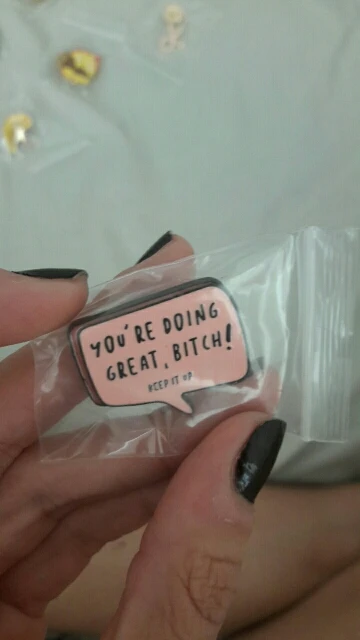 YOU'RE DOING
GREAT, BITCH!
KEEP IT UP